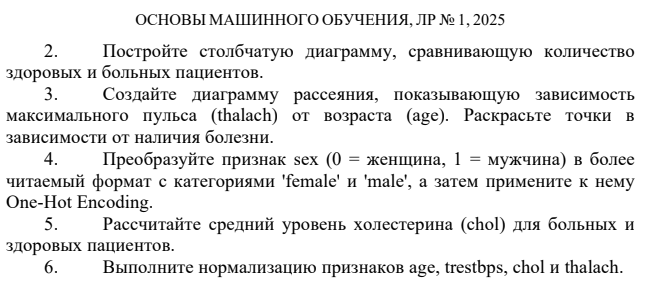 ОСНОВЫ МАШИННОГО ОБУЧЕНИЯ, ЛР № 1, 2025
2. Постройте столбчатую диаграмму, сравнивающую количество
здоровых и больных пациентов.
3. Создайте диаграмму рассеяния, показывающую зависимость
максимального пульса (thalach) от возраста (age). Раскрасьте точки в
зависимости от наличия болезни.
4. Преобразуйте признак sex (0 = женщина, 1 = мужчина) в более
читаемый формат с категориями 'female' и 'male', а затем примените к нему
One-Hot Encoding.
5. Рассчитайте средний уровень холестерина (chol) для больных и
здоровых пациентов.
6. Выполните нормализацию признаков age, trestbps, chol и thalach.